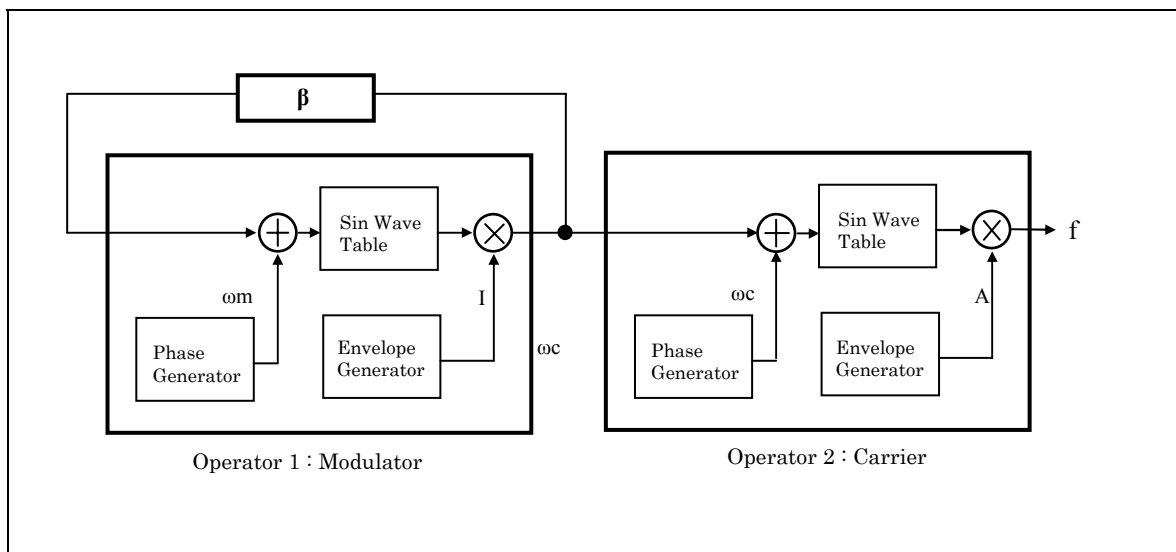 β
Sin Wave
Table
ωm
I
Phase
Generator
Envelope
Generator
ωc
Operator 1 : Modulator
Sin Wave
Table
f
ωc
A
Phase
Generator
Envelope
Generator
Operator 2 : Carrier